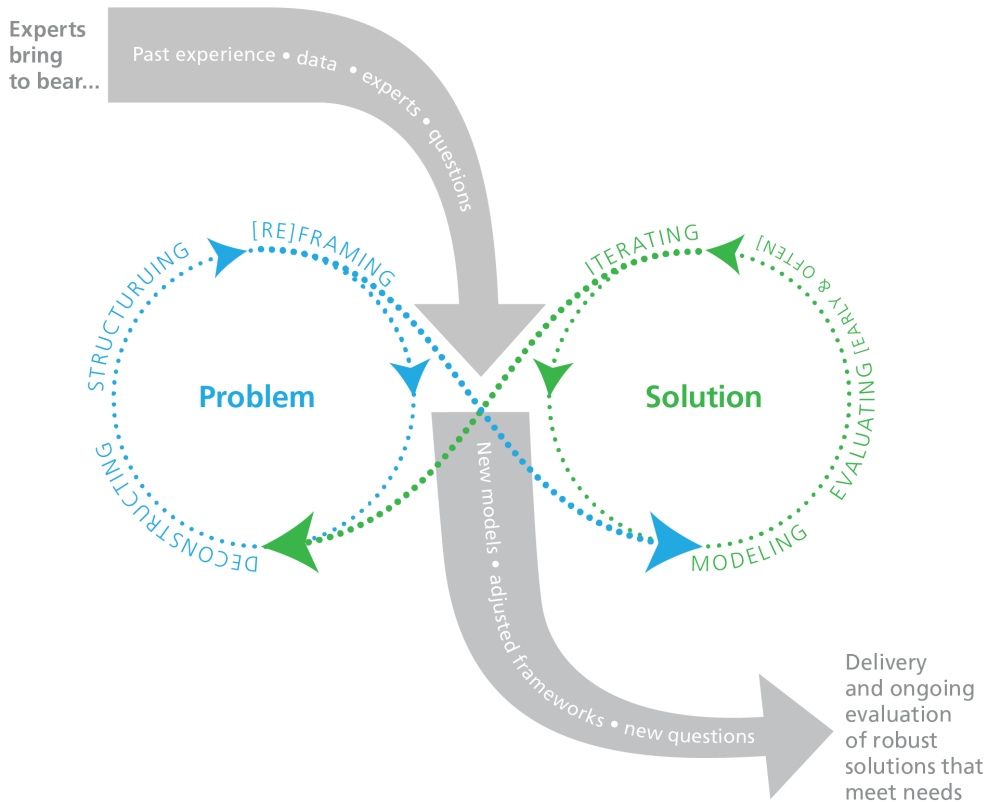 Experts
bring
to bear...
Past experience • data • experts • questions
[RE]FRAMING
STRUCTURUING
DECONSTRUCTING
Problem
ITERATING
EVALUATING [EARLY & OFTEN]
MODELING
Solution
New models • adjusted frameworks • new questions
Delivery
and ongoing
evaluation
of robust
solutions that
meet needs